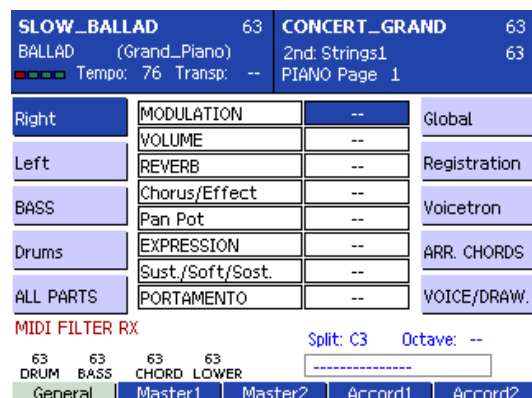 SLOW_BALLAD 63 CONCERT_GRAND 63
BALLAD (Grand_Piano) 2nd: Strings1 63
Tempo: 76 Transp: -- PIANO Page 1
Right MODULATION -- Global
VOLUME --
Left REVERB -- Registration
Chorus/Effect --
BASS Pan Pot -- Voicetron
Drums EXPRESSION -- ARR. CHORDS
Sust./Soft/Sost. --
ALL PARTS PORTAMENTO -- VOICE/DRAW.
MIDI FILTER RX
Split: C3 Octave: --
63 63 63 63
DRUM BASS CHORD LOWER ---------------
General Master1 Master2 Accord1 Accord2